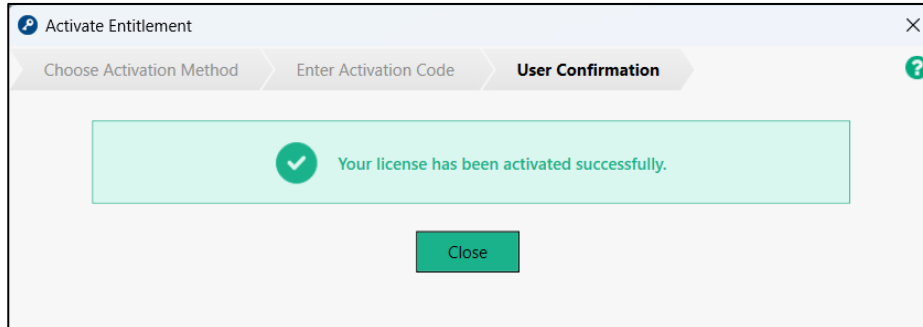 Activate Entitlement
Choose Activation Method
Enter Activation Code
User Confirmation
?
Your license has been activated successfully.
Close